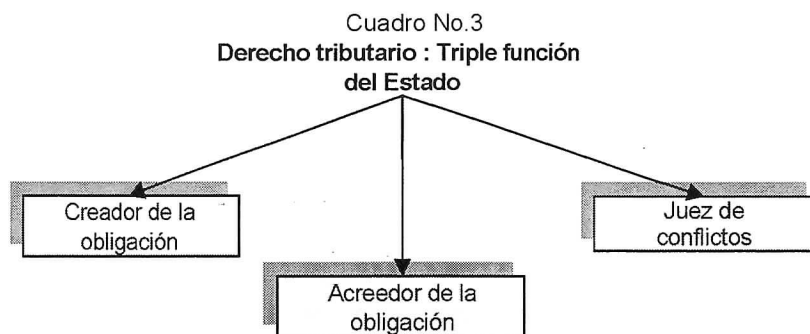 Cuadro No.3
Derecho tributario : Triple función
del Estado
Creador de la
obligación
Acreedor de la
obligación
Juez de
conflictos